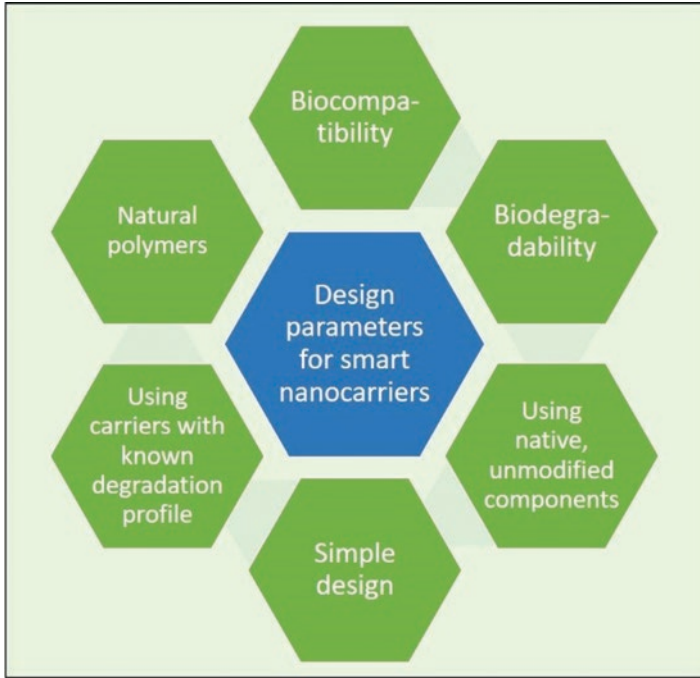 Biocompa-
tibility
Biodegra-
dability
Using
native,
unmodified
components
Simple
design
Using
carriers with
known
degradation
profile
Natural
polymers
Design
parameters
for smart
nanocarriers